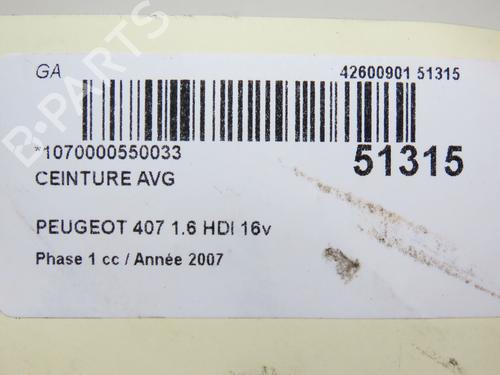 B-PARTS
GA 42600901 51315
*1070000550033 51315
CEINTURE AVG
PEUGEOT 407 1.6 HDI 16v
Phase 1 cc / Année 2007